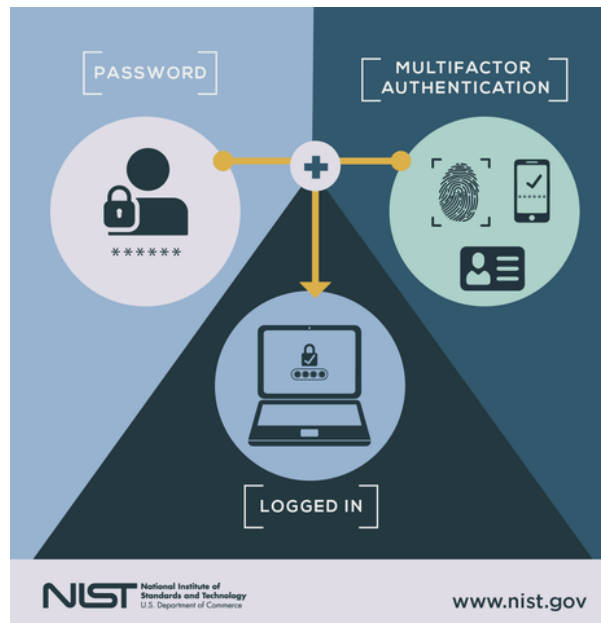 PASSWORD
MULTIFACTOR
AUTHENTICATION
******
LOGGED IN
NIST
National Institute of
Standards and Technology
U.S. Department of Commerce
www.nist.gov